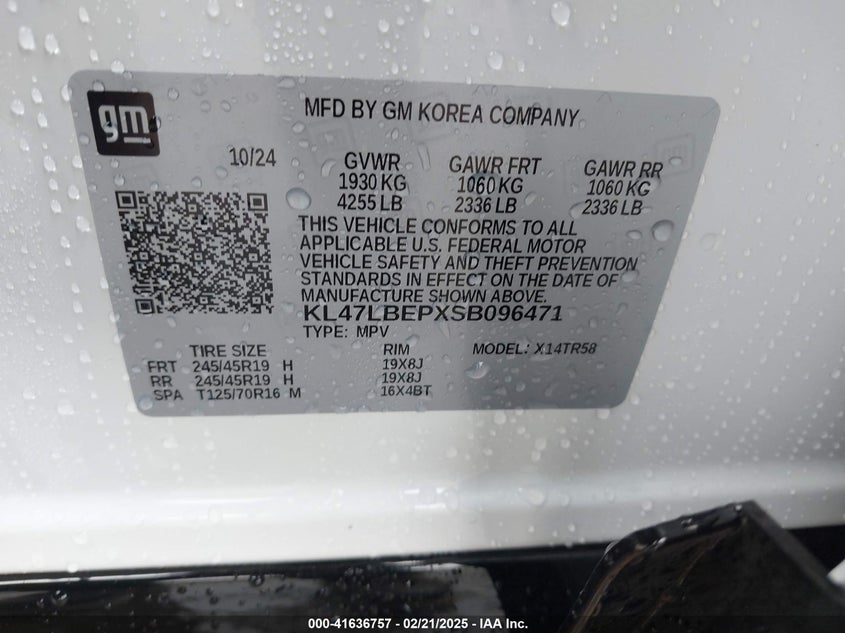 gm
MFD BY GM KOREA COMPANY
10/24 GVWR GAWR FRT GAWR RR
1930 KG 1060 KG 1060 KG
4255 LB 2336 LB 2336 LB
THIS VEHICLE CONFORMS TO ALL
APPLICABLE U.S. FEDERAL MOTOR
VEHICLE SAFETY AND THEFT PREVENTION
STANDARDS IN EFFECT ON THE DATE OF
MANUFACTURE SHOWN ABOVE.
KL47LBEPXSB096471
TYPE: MPV
TIRE SIZE RIM MODEL: X14TR58
FRT 245/45R19 H 19X8J
RR 245/45R19 H 19X8J
SPA T125/70R16 M 16X4BT
000-41636757 - 02/21/2025 - IAA Inc.